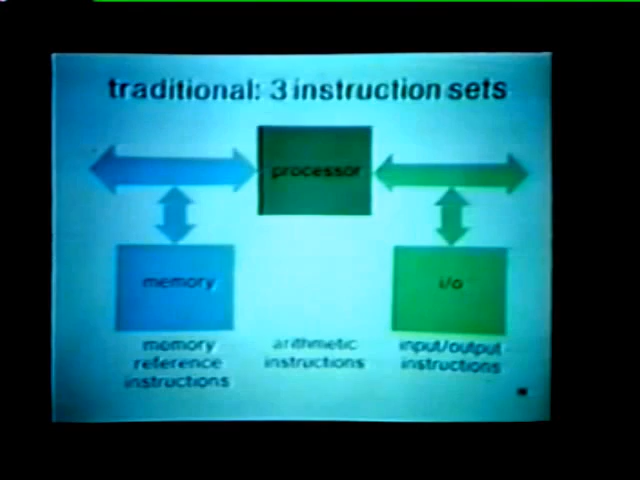 traditional: 3 instruction sets
processor
memory
i/o
memory
reference
instructions
arithmetic
instructions
input/output
instructions